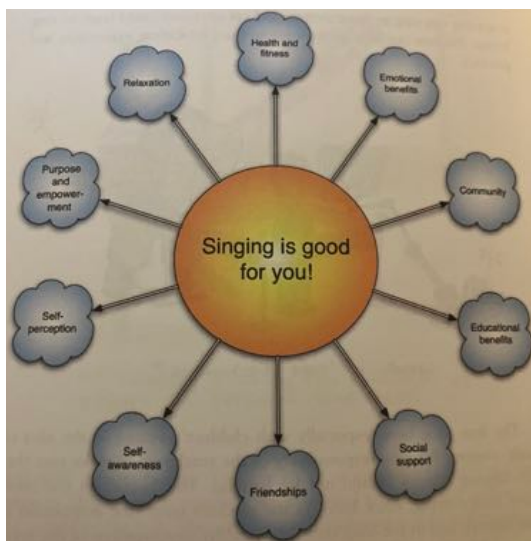 Singing is good
for you!
Health and
fitness
Emotional
benefits
Community
Educational
benefits
Social
support
Friendships
Self-
awareness
Self-
perception
Purpose
and
empower-
ment
Relaxation